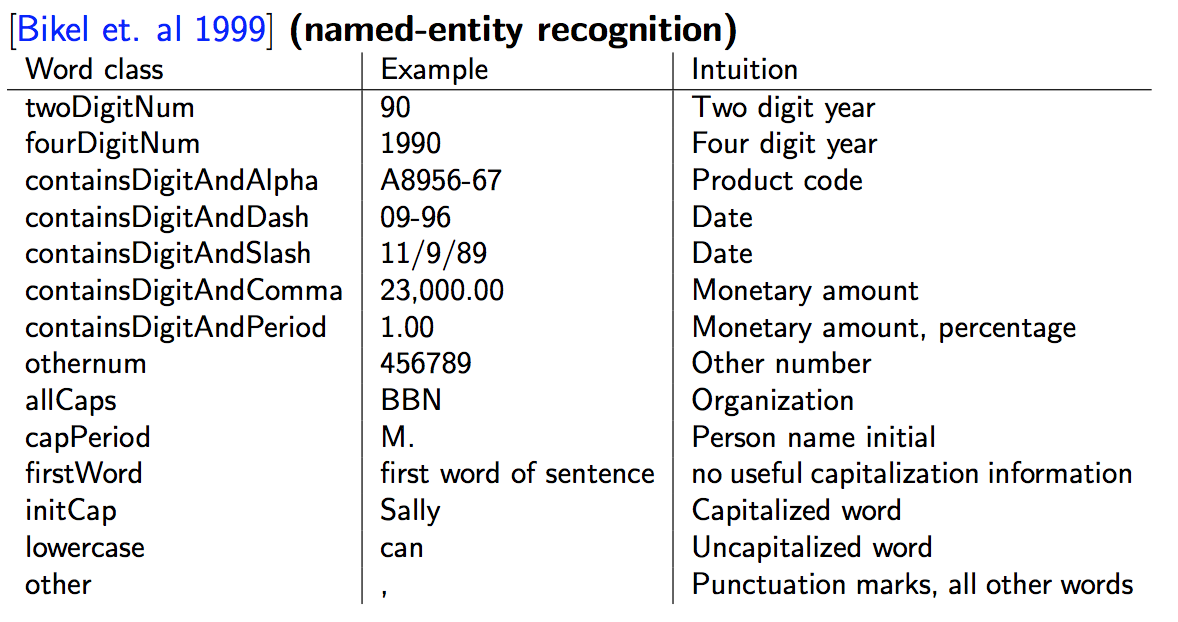 [Bikel et. al 1999] (named-entity recognition)
Word class Example Intuition
twoDigitNum 90 Two digit year
fourDigitNum 1990 Four digit year
containsDigitAndAlpha A8956-67 Product code
containsDigitAndDash 09-96 Date
containsDigitAndSlash 11/9/89 Date
containsDigitAndComma 23,000.00 Monetary amount
containsDigitAndPeriod 1.00 Monetary amount, percentage
othernum 456789 Other number
allCaps BBN Organization
capPeriod M. Person name initial
firstWord first word of sentence no useful capitalization information
initCap Sally Capitalized word
lowercase can Uncapitalized word
other , Punctuation marks, all other words